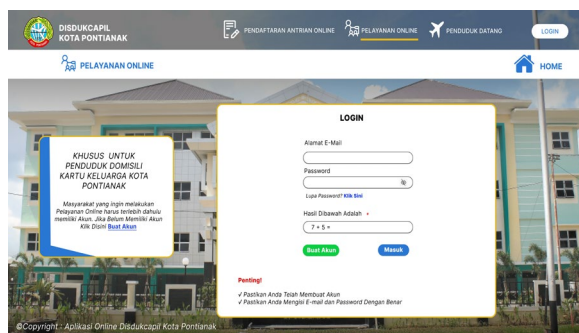 DISDUKCAPIL
KOTA PONTIANAK
PENDAFTARAN ANTRIAN ONLINE
PELAYANAN ONLINE
PENDUDUK DATANG
LOGIN
PELAYANAN ONLINE
HOME
KHUSUS UNTUK
PENDUDUK DOMISILI
KARTU KELUARGA KOTA
PONTIANAK
Masyarakat yang ingin melakukan
Pelayanan Online harus terlebih dahulu
memiliki Akun. Jika Belum Memiliki Akun
Klik Disini Buat Akun
LOGIN
Alamat E-Mail
Password
Lupa Password? Klik Sini
Hasil Dibawah Adalah
7 + 5 =
Buat Akun
Masuk
Penting!
√ Pastikan Anda Telah Membuat Akun
√ Pastikan Anda Mengisi E-mail dan Password Dengan Benar
©Copyright : Aplikasi Online Disdukcapil Kota Pontianak